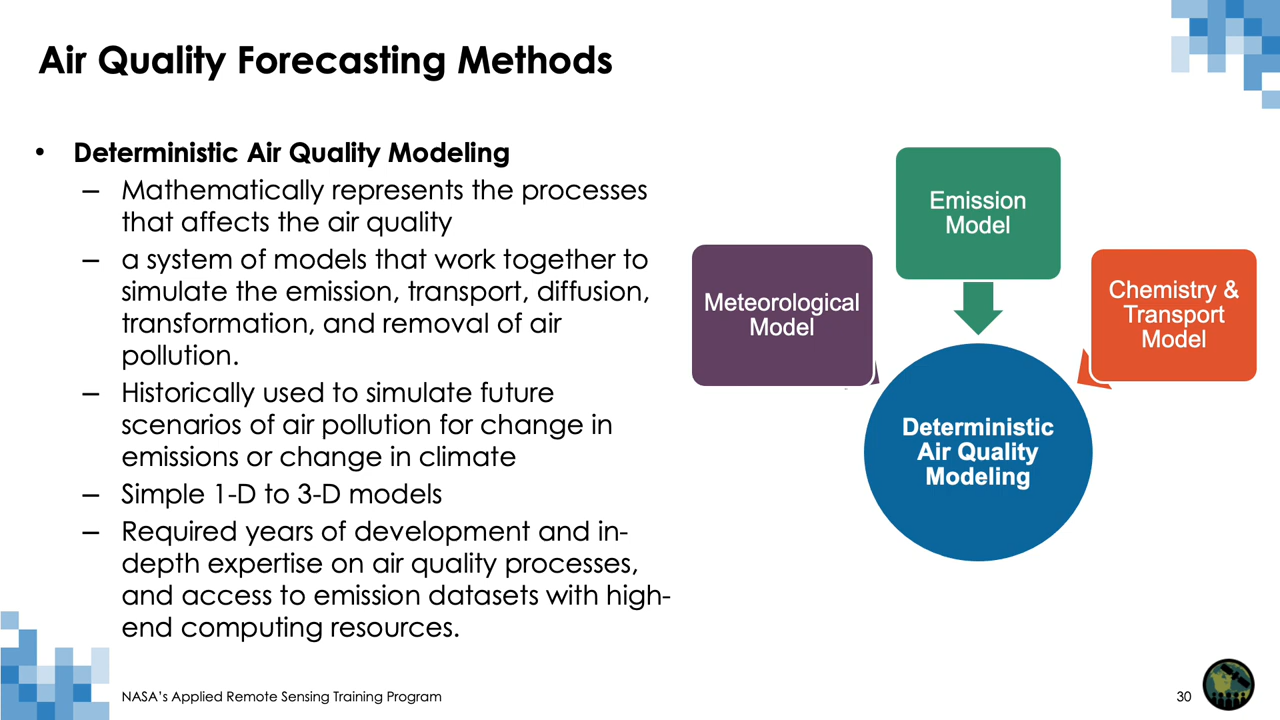 Air Quality Forecasting Methods
• Deterministic Air Quality Modeling
– Mathematically represents the processes
that affects the air quality
– a system of models that work together to
simulate the emission, transport, diffusion,
transformation, and removal of air
pollution.
– Historically used to simulate future
scenarios of air pollution for change in
emissions or change in climate
– Simple 1-D to 3-D models
– Required years of development and in-
depth expertise on air quality processes,
and access to emission datasets with high-
end computing resources.
Emission
Model
Meteorological
Model
Chemistry &
Transport
Model
Deterministic
Air Quality
Modeling
NASA's Applied Remote Sensing Training Program
30